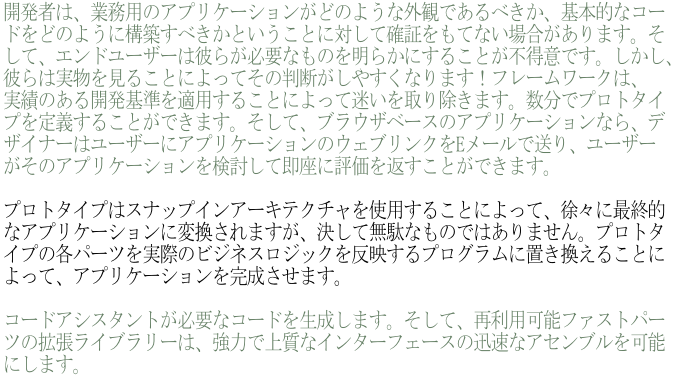 開発者は、業務用のアプリケーションがどのような外観であるべきか、基本的なコー
ドをどのように構築すべきかということに対して確証をもてない場合があります。そ
して、エンドユーザーは彼らが必要なものを明らかにすることが不得意です。しかし、
彼らは実物を見ることによってその判断がしやすくなります！フレームワークは、
実績のある開発基準を適用することによって迷いを取り除きます。数分でプロトタイ
プを定義することができます。そして、ブラウザベースのアプリケーションなら、デ
ザイナーはユーザーにアプリケーションのウェブリンクをEメールで送り、ユーザー
がそのアプリケーションを検討して即座に評価を返すことができます。
プロトタイプはスナップインアーキテクチャを使用することによって、徐々に最終的
なアプリケーションに変換されますが、決して無駄なものではありません。プロトタ
イプの各パーツを実際のビジネスロジックを反映するプログラムに置き換えることに
よって、アプリケーションを完成させます。
コードアシスタントが必要なコードを生成します。そして、再利用可能ファストパー
ツの拡張ライブラリーは、強力で上質なインターフェースの迅速なアセンブルを可能
にします。